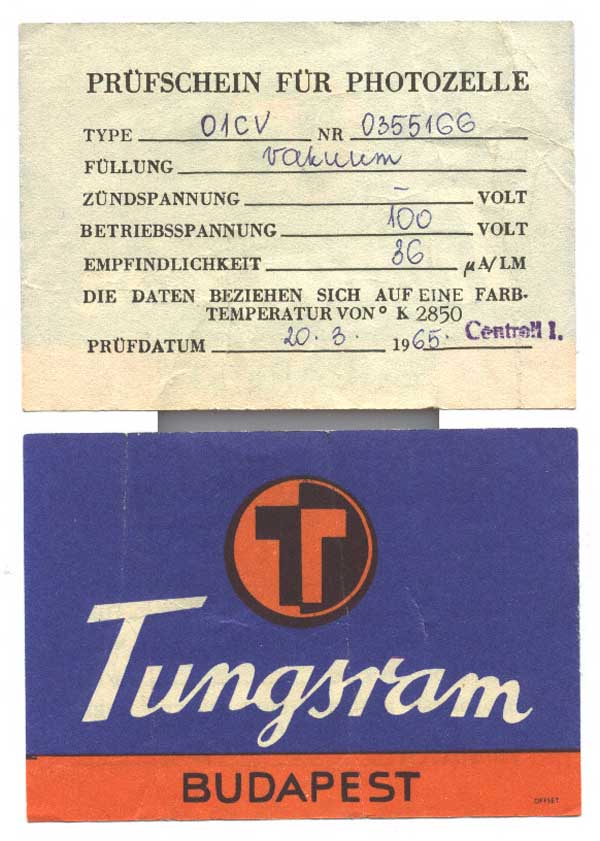 PRÜFSCHEIN FÜR PHOTOZELLE
TYPE 01CV NR 0355166
FÜLLUNG vakuum
ZÜNDSPANNUNG – VOLT
BETRIEBSSPANNUNG 100 VOLT
EMPFINDLICHKEIT 86 µA/LM
DIE DATEN BEZIEHEN SICH AUF EINE FARB-
TEMPERATUR VON ° K 2850
PRÜFDATUM 20. 3. 1965. Centroll I.
T
Tungsram
BUDAPEST
OFFSET